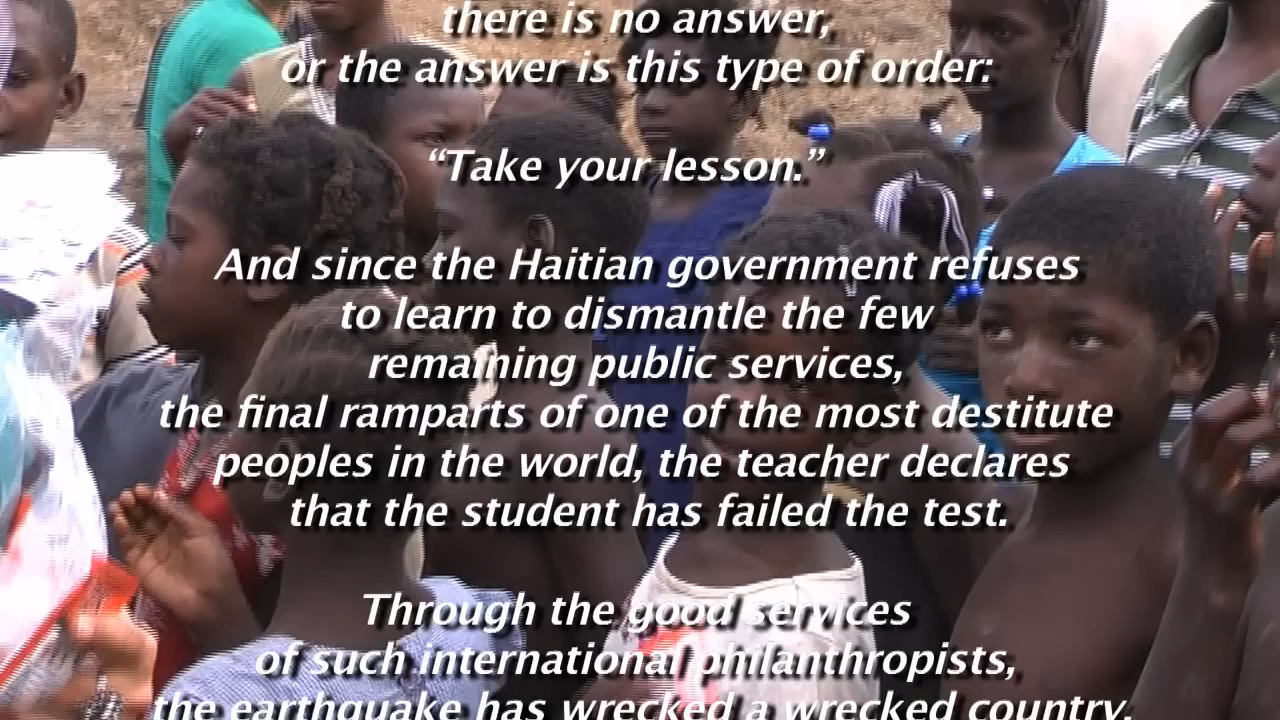 there is no answer,
or the answer is this type of order:
“Take your lesson.”
And since the Haitian government refuses
to learn to dismantle the few
remaining public services,
the final ramparts of one of the most destitute
peoples in the world, the teacher declares
that the student has failed the test.
Through the good services
of such international philanthropists,
the earthquake has wrecked a wrecked country.